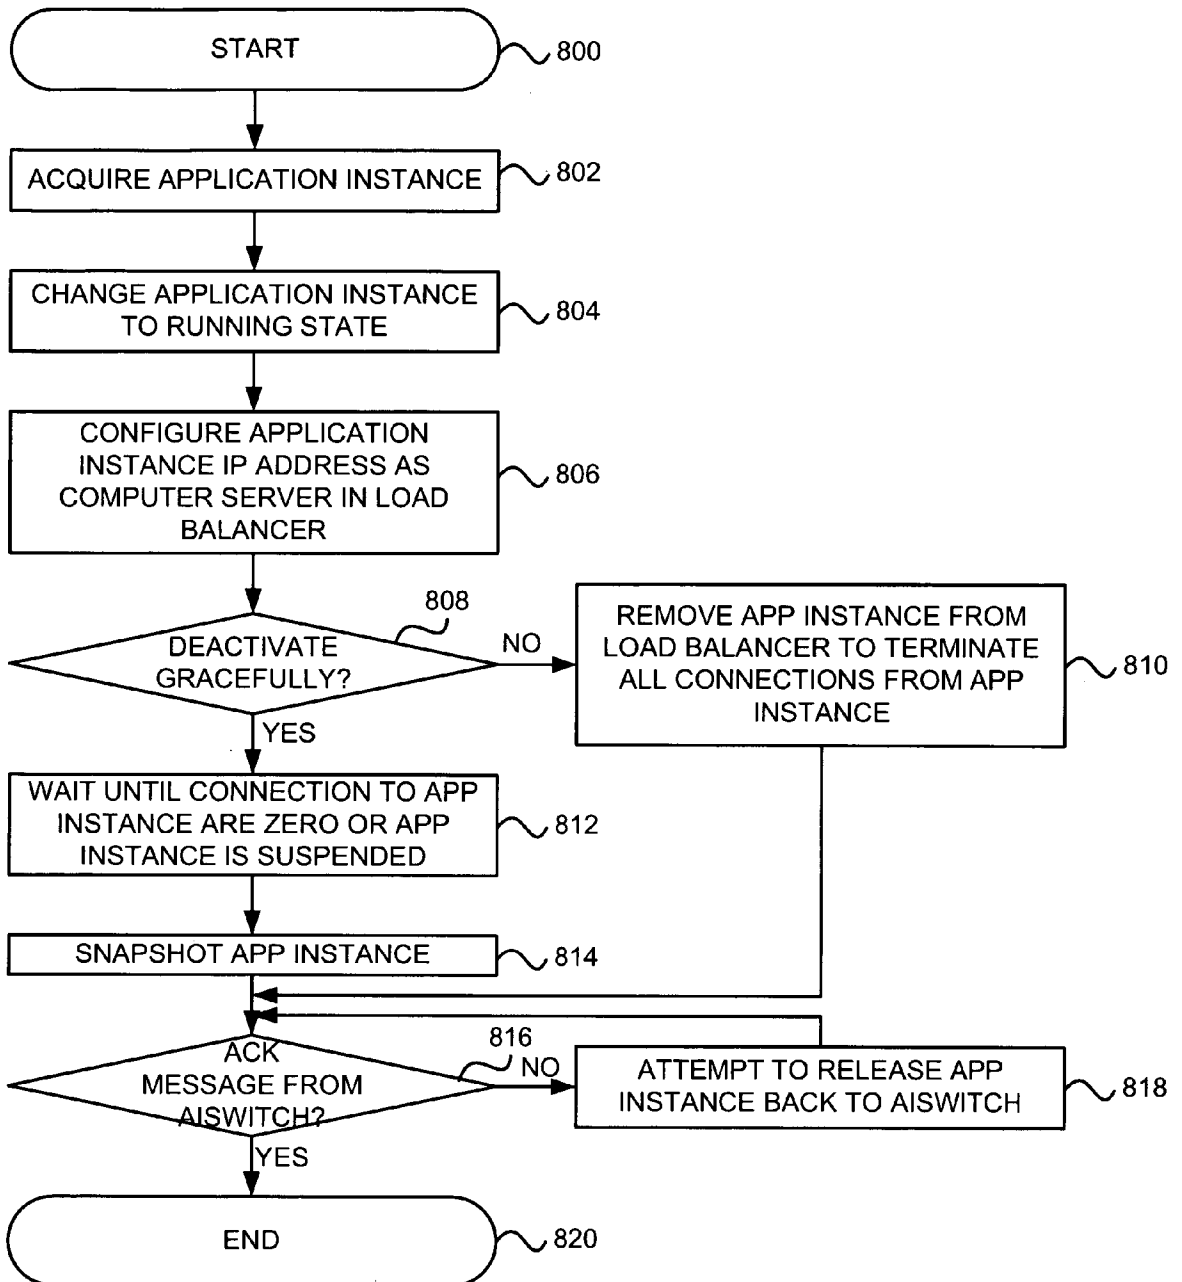 START
800
ACQUIRE APPLICATION INSTANCE
802
CHANGE APPLICATION INSTANCE
TO RUNNING STATE
804
CONFIGURE APPLICATION
INSTANCE IP ADDRESS AS
COMPUTER SERVER IN LOAD
BALANCER
806
808
DEACTIVATE
GRACEFULLY?
NO
YES
REMOVE APP INSTANCE FROM
LOAD BALANCER TO TERMINATE
ALL CONNECTIONS FROM APP
INSTANCE
810
WAIT UNTIL CONNECTION TO APP
INSTANCE ARE ZERO OR APP
INSTANCE IS SUSPENDED
812
SNAPSHOT APP INSTANCE
814
816
ACK
MESSAGE FROM
AISWITCH?
NO
YES
ATTEMPT TO RELEASE APP
INSTANCE BACK TO AISWITCH
818
END
820